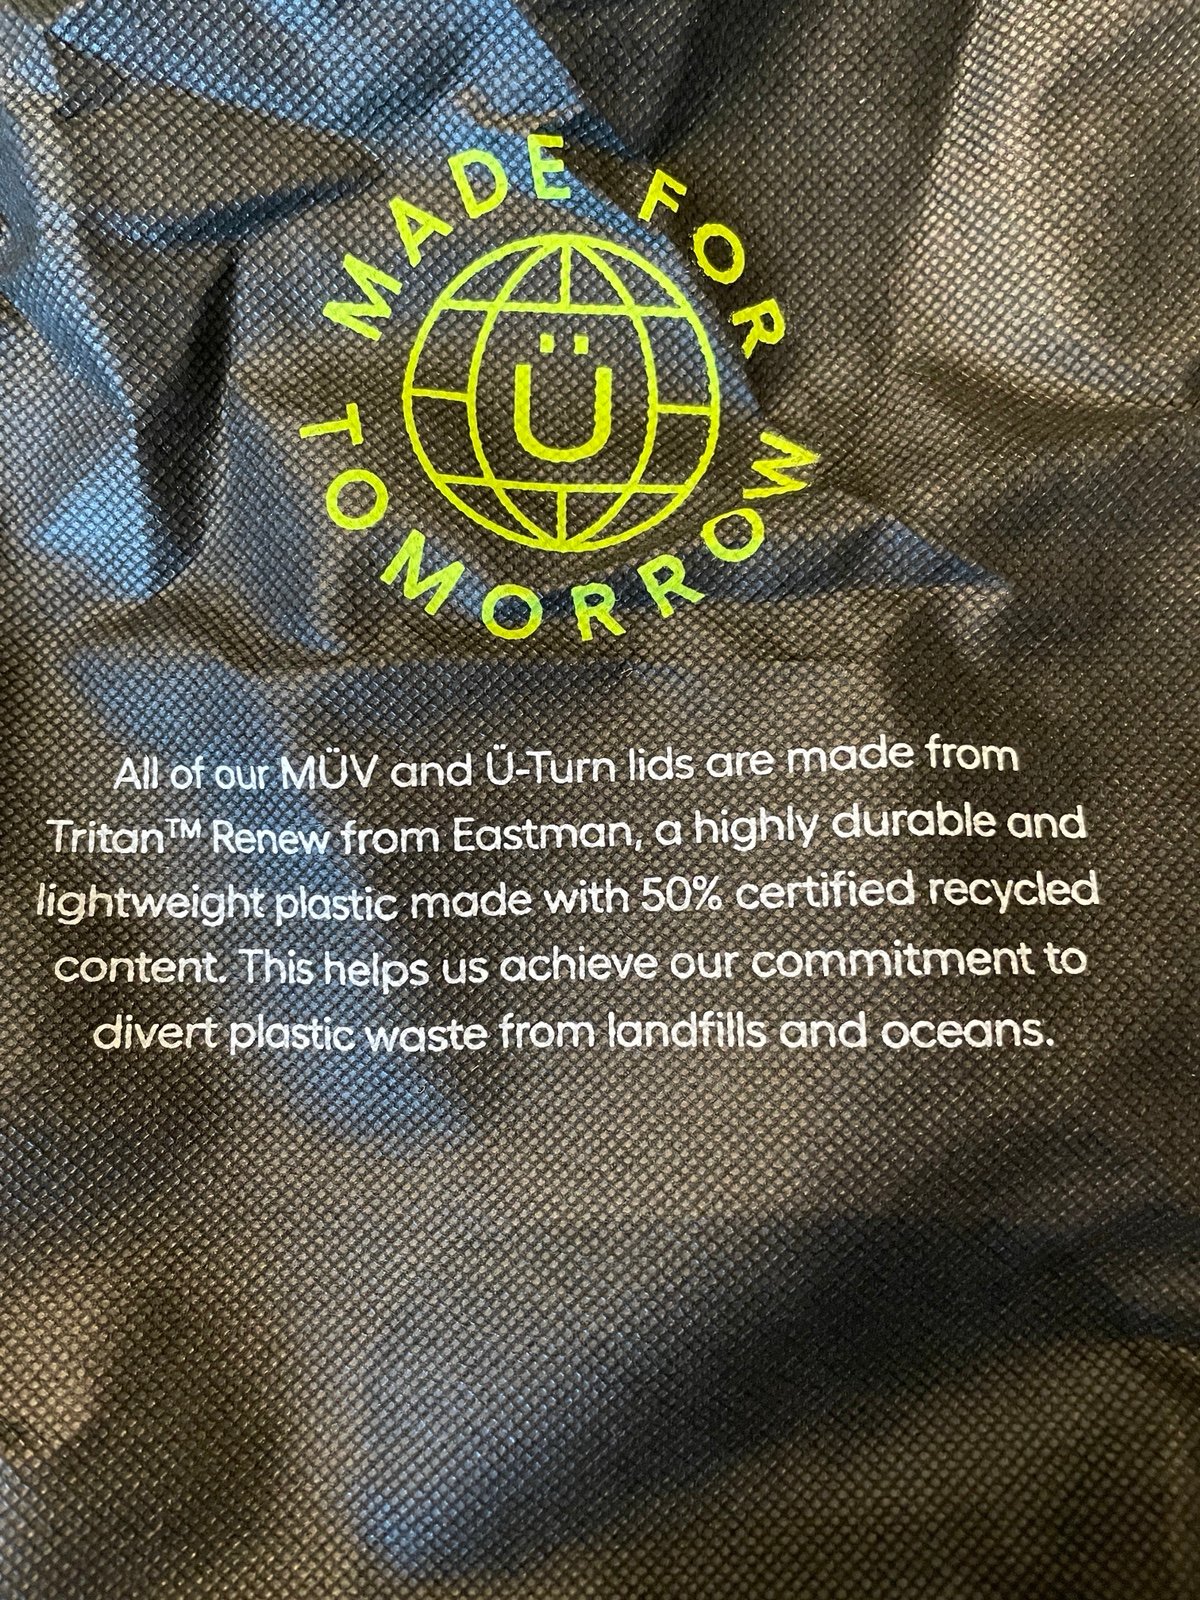 MADE FOR
TOMORROW
Ü
All of our MÜV and Ü-Turn lids are made from
Tritan™ Renew from Eastman, a highly durable and
lightweight plastic made with 50% certified recycled
content. This helps us achieve our commitment to
divert plastic waste from landfills and oceans.